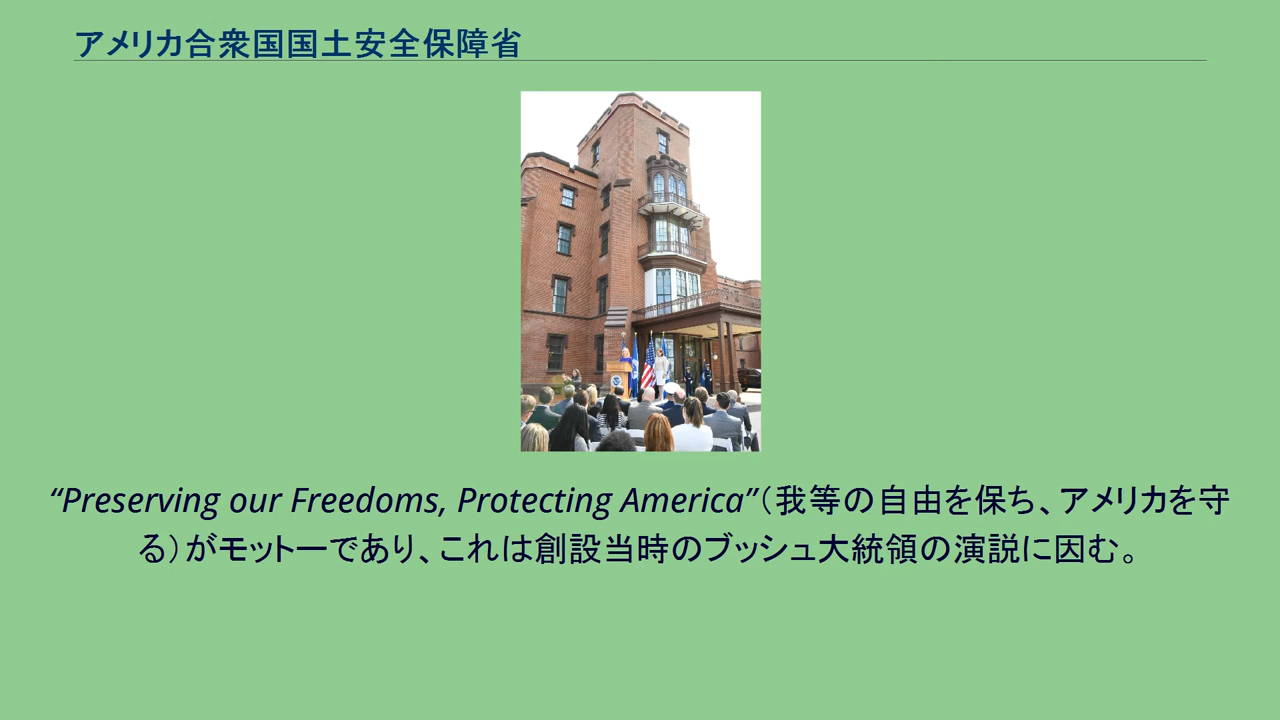 アメリカ合衆国国土安全保障省
“Preserving our Freedoms, Protecting America”（我等の自由を保ち、アメリカを守
る）がモットーであり、これは創設当時のブッシュ大統領の演説に因む。